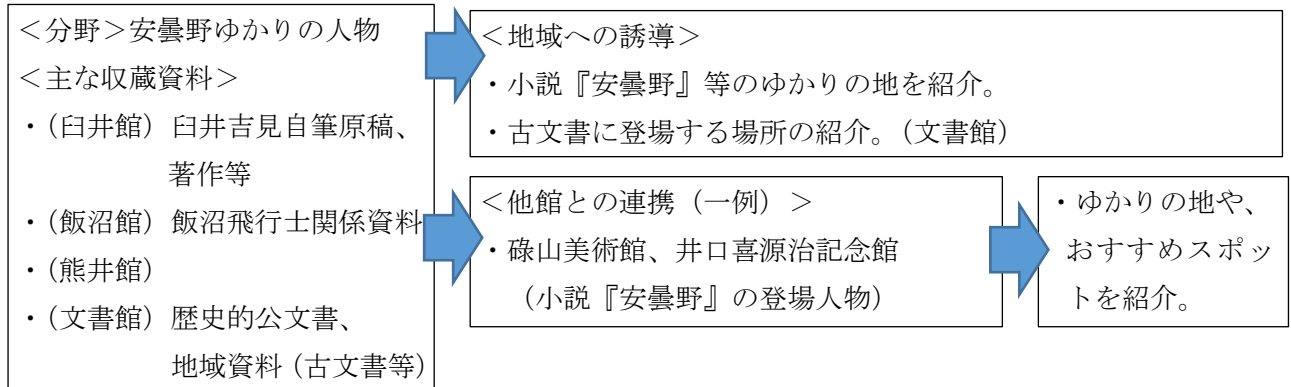 ＜分野＞安曇野ゆかりの人物
＜主な収蔵資料＞
・（臼井館）臼井吉見自筆原稿、
著作等
・（飯沼館）飯沼飛行士関係資料
・（熊井館）
・（文書館）歴史的公文書、
地域資料（古文書等）
＜地域への誘導＞
・小説『安曇野』等のゆかりの地を紹介。
・古文書に登場する場所の紹介。（文書館）
＜他館との連携（一例）＞
・碌山美術館、井口喜源治記念館
（小説『安曇野』の登場人物）
・ゆかりの地や、
おすすめスポッ
トを紹介。